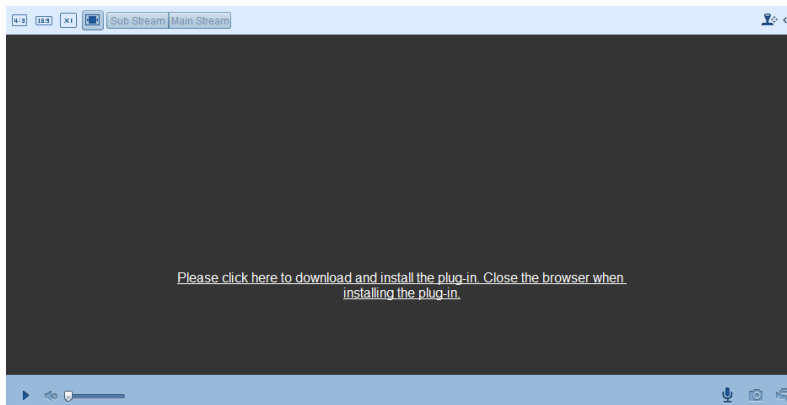 4:3 16:9 X1 Sub Stream Main Stream
Please click here to download and install the plug-in. Close the browser when
installing the plug-in.